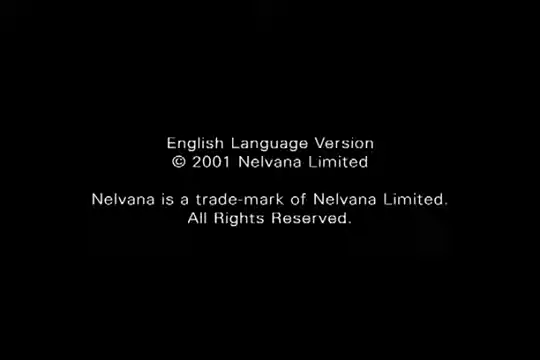 English Language Version
© 2001 Nelvana Limited
Nelvana is a trade-mark of Nelvana Limited.
All Rights Reserved.